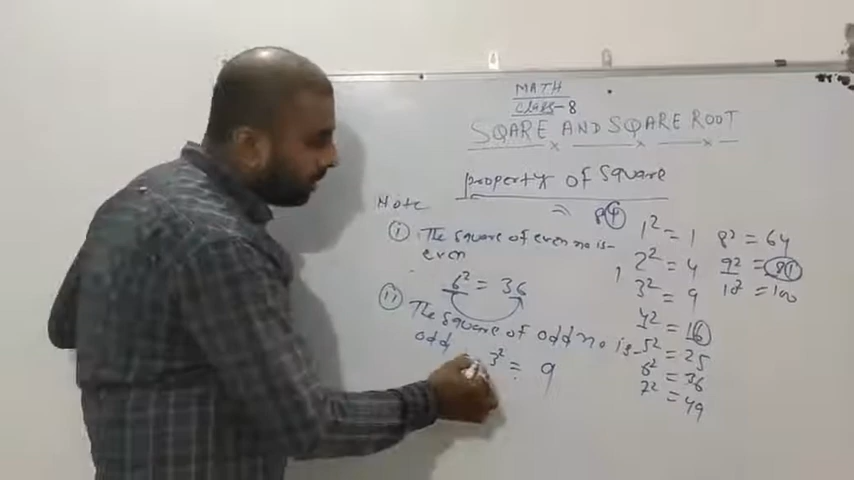 MATH
Class-8
SQARE AND SQARE ROOT
property of square
Note
(i) The square of even no is-
even
6² = 36
(ii) The square of odd no is-
odd
3² = 9
= 84
1² = 1
2² = 4
3² = 9
4² = 16
5² = 25
6² = 36
7² = 49
8² = 64
9² = 81
10² = 100